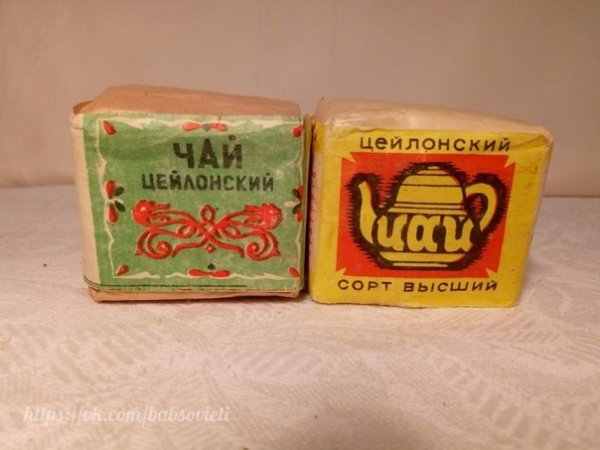 ЧАЙ
ЦЕЙЛОНСКИЙ
ЦЕЙЛОНСКИЙ
чай
СОРТ ВЫСШИЙ
https://vk.com/babsovieti